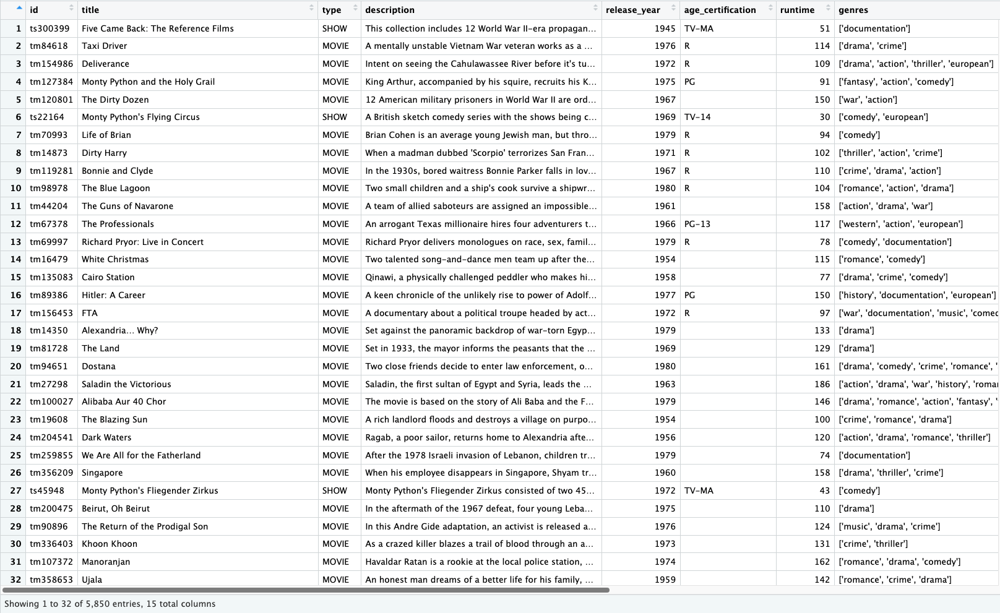 id title type description release_year age_certification runtime genres
1 ts300399 Five Came Back: The Reference Films SHOW This collection includes 12 World War II-era propagan... 1945 TV-MA 51 ['documentation']
2 tm84618 Taxi Driver MOVIE A mentally unstable Vietnam War veteran works as a ... 1976 R 114 ['drama', 'crime']
3 tm154986 Deliverance MOVIE Intent on seeing the Cahulawassee River before it's tu... 1972 R 109 ['drama', 'action', 'thriller', 'european']
4 tm127384 Monty Python and the Holy Grail MOVIE King Arthur, accompanied by his squire, recruits his K... 1975 PG 91 ['fantasy', 'action', 'comedy']
5 tm120801 The Dirty Dozen MOVIE 12 American military prisoners in World War II are ord... 1967 150 ['war', 'action']
6 ts22164 Monty Python's Flying Circus SHOW A British sketch comedy series with the shows being c... 1969 TV-14 30 ['comedy', 'european']
7 tm70993 Life of Brian MOVIE Brian Cohen is an average young Jewish man, but thro... 1979 R 94 ['comedy']
8 tm14873 Dirty Harry MOVIE When a madman dubbed 'Scorpio' terrorizes San Fran... 1971 R 102 ['thriller', 'action', 'crime']
9 tm119281 Bonnie and Clyde MOVIE In the 1930s, bored waitress Bonnie Parker falls in lov... 1967 R 110 ['crime', 'drama', 'action']
10 tm98978 The Blue Lagoon MOVIE Two small children and a ship's cook survive a shipwr... 1980 R 104 ['romance', 'action', 'drama']
11 tm44204 The Guns of Navarone MOVIE A team of allied saboteurs are assigned an impossible... 1961 158 ['action', 'drama', 'war']
12 tm67378 The Professionals MOVIE An arrogant Texas millionaire hires four adventurers t... 1966 PG-13 117 ['western', 'action', 'european']
13 tm69997 Richard Pryor: Live in Concert MOVIE Richard Pryor delivers monologues on race, sex, famil... 1979 R 78 ['comedy', 'documentation']
14 tm16479 White Christmas MOVIE Two talented song-and-dance men team up after the... 1954 115 ['romance', 'comedy']
15 tm135083 Cairo Station MOVIE Qinawi, a physically challenged peddler who makes hi... 1958 77 ['drama', 'crime', 'comedy']
16 tm89386 Hitler: A Career MOVIE A keen chronicle of the unlikely rise to power of Adolf... 1977 PG 150 ['history', 'documentation', 'european']
17 tm156453 FTA MOVIE A documentary about a political troupe headed by act... 1972 R 97 ['war', 'documentation', 'music', 'comed
18 tm14350 Alexandria... Why? MOVIE Set against the panoramic backdrop of war-torn Egyp... 1979 133 ['drama']
19 tm81728 The Land MOVIE Set in 1933, the mayor informs the peasants that the ... 1969 129 ['drama']
20 tm94651 Dostana MOVIE Two close friends decide to enter law enforcement, o... 1980 161 ['drama', 'comedy', 'crime', 'romance', '
21 tm27298 Saladin the Victorious MOVIE Saladin, the first sultan of Egypt and Syria, leads the ... 1963 186 ['action', 'drama', 'war', 'history', 'roma
22 tm100027 Alibaba Aur 40 Chor MOVIE The movie is based on the story of Ali Baba and the F... 1979 146 ['drama', 'romance', 'action', 'fantasy', '
23 tm19608 The Blazing Sun MOVIE A rich landlord floods and destroys a village on purpo... 1954 100 ['crime', 'romance', 'drama']
24 tm204541 Dark Waters MOVIE Ragab, a poor sailor, returns home to Alexandria afte... 1956 120 ['action', 'drama', 'romance', 'thriller']
25 tm259855 We Are All for the Fatherland MOVIE After the 1978 Israeli invasion of Lebanon, children tr... 1979 74 ['documentation']
26 tm356209 Singapore MOVIE When his employee disappears in Singapore, Shyam tr... 1960 158 ['drama', 'thriller', 'crime']
27 ts45948 Monty Python's Fliegender Zirkus SHOW Monty Python's Fliegender Zirkus consisted of two 45... 1972 TV-MA 43 ['comedy']
28 tm200475 Beirut, Oh Beirut MOVIE In the aftermath of the 1967 defeat, four young Leba... 1975 110 ['drama']
29 tm90896 The Return of the Prodigal Son MOVIE In this Andre Gide adaptation, an activist is released a... 1976 124 ['music', 'drama', 'crime']
30 tm336403 Khoon Khoon MOVIE As a crazed killer blazes a trail of blood through an a... 1973 131 ['crime', 'thriller']
31 tm107372 Manoranjan MOVIE Havaldar Ratan is a rookie at the local police station, ... 1974 162 ['romance', 'drama', 'comedy']
32 tm358653 Ujala MOVIE An honest man dreams of a better life for his family, ... 1959 142 ['romance', 'crime', 'drama']
Showing 1 to 32 of 5,850 entries, 15 total columns